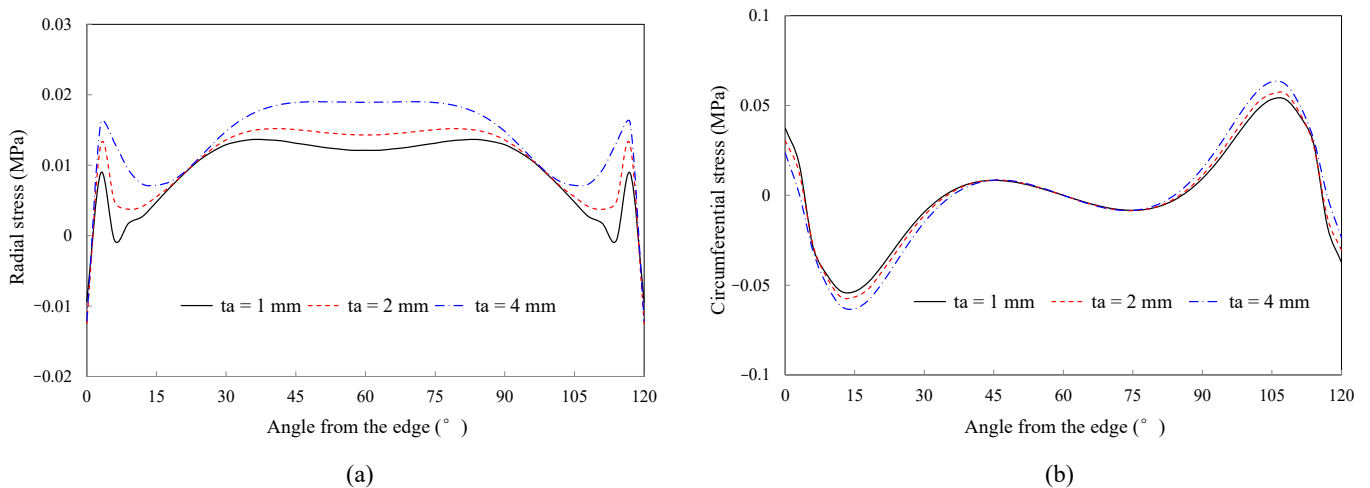 0.03
0.02
0.01
0
−0.01
−0.02
Radial stress (MPa)
ta = 1 mm ta = 2 mm ta = 4 mm
0 15 30 45 60 75 90 105 120
Angle from the edge (° )
(a)
0.1
0.05
0
−0.05
−0.1
Circumferential stress (MPa)
ta = 1 mm ta = 2 mm ta = 4 mm
0 15 30 45 60 75 90 105 120
Angle from the edge (° )
(b)